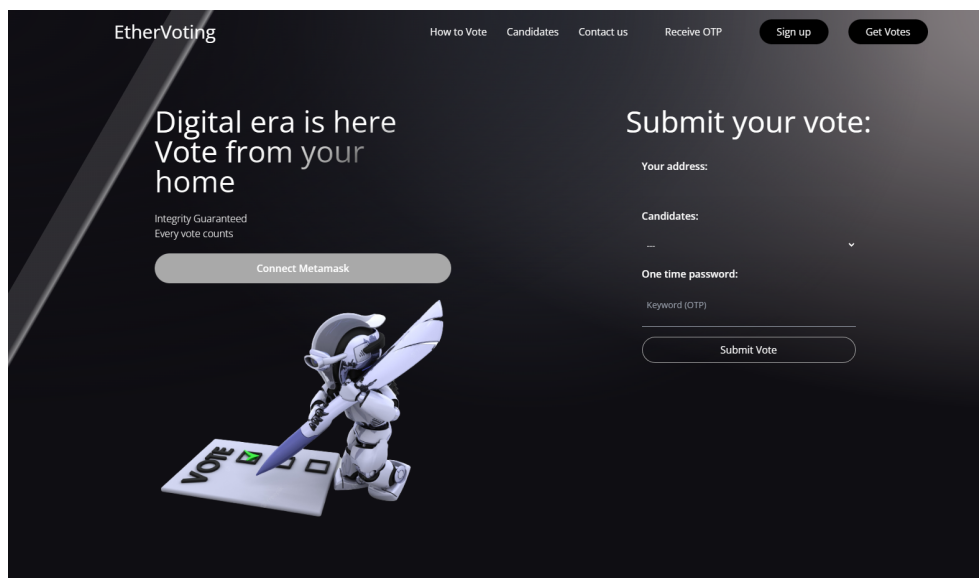 EtherVoting
How to Vote
Candidates
Contact us
Receive OTP
Sign up
Get Votes
Digital era is here
Vote from your
home
Integrity Guaranteed
Every vote counts
Connect Metamask
VOTE
Submit your vote:
Your address:
Candidates:
---
One time password:
Keyword (OTP)
Submit Vote